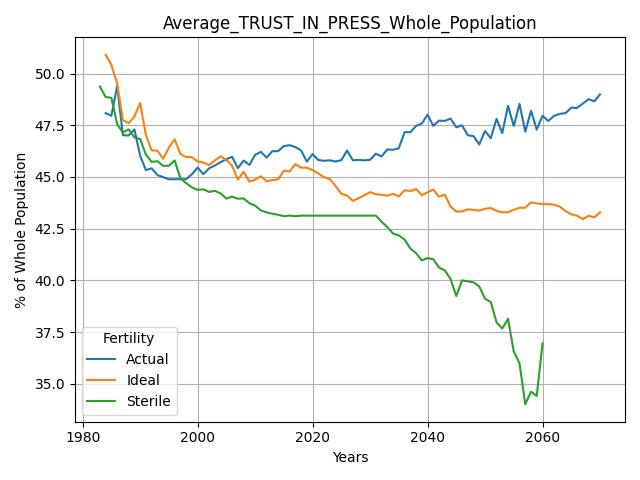 Average_TRUST_IN_PRESS_Whole_Population
% of Whole Population
50.0
47.5
45.0
42.5
40.0
37.5
35.0
Fertility
Actual
Ideal
Sterile
1980
2000
2020
2040
2060
Years